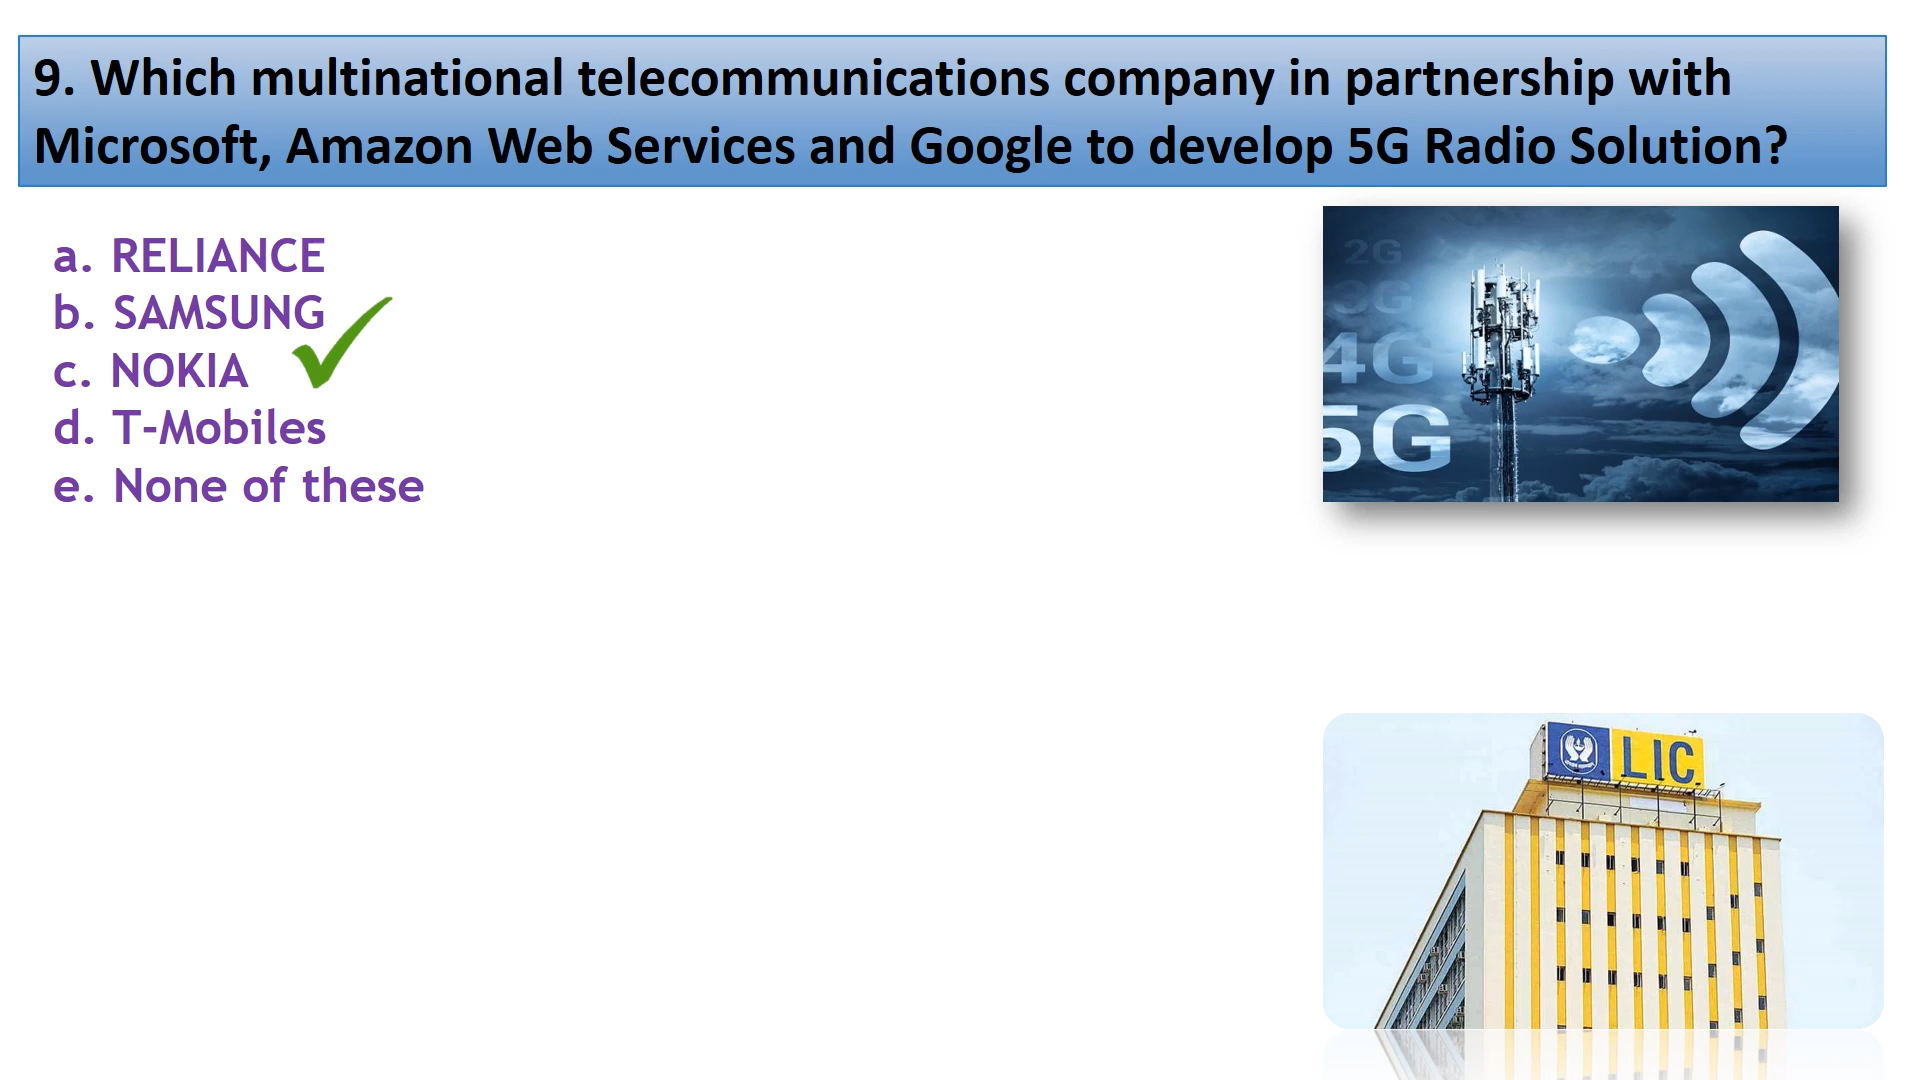 9. Which multinational telecommunications company in partnership with
Microsoft, Amazon Web Services and Google to develop 5G Radio Solution?
a. RELIANCE
b. SAMSUNG
c. NOKIA
d. T-Mobiles
e. None of these
2G
3G
4G
5G
LIC